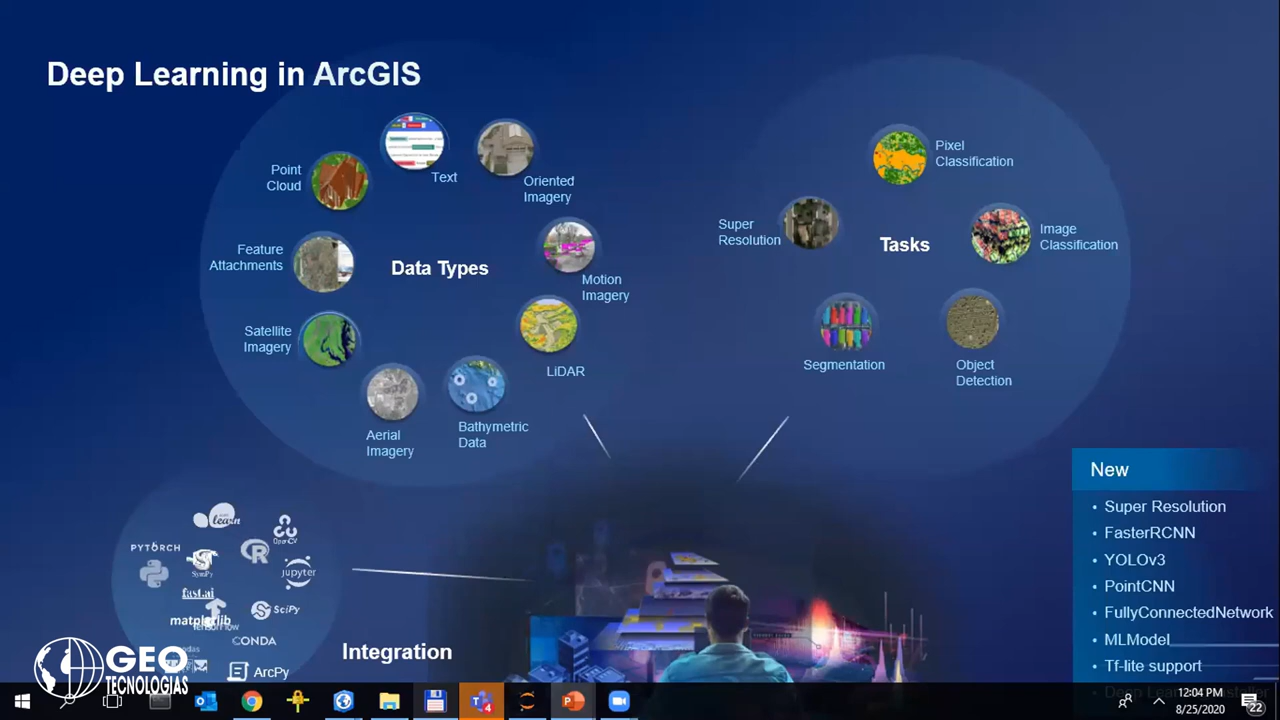 Deep Learning in ArcGIS
Point
Cloud
Text
Oriented
Imagery
Feature
Attachments
Data Types
Motion
Imagery
Satellite
Imagery
LiDAR
Aerial
Imagery
Bathymetric
Data
Pixel
Classification
Super
Resolution
Tasks
Image
Classification
Segmentation
Object
Detection
New
• Super Resolution
• FasterRCNN
• YOLOv3
• PointCNN
• FullyConnectedNetwork
• MLModel
• Tf-lite support
learn
OpenCV
PYTORCH
R
SymPy
jupyter
fast.ai
SciPy
matplotlib
CONDA
ArcPy
Integration
GEO
TECNOLOGIAS
12:04 PM
8/25/2020
22